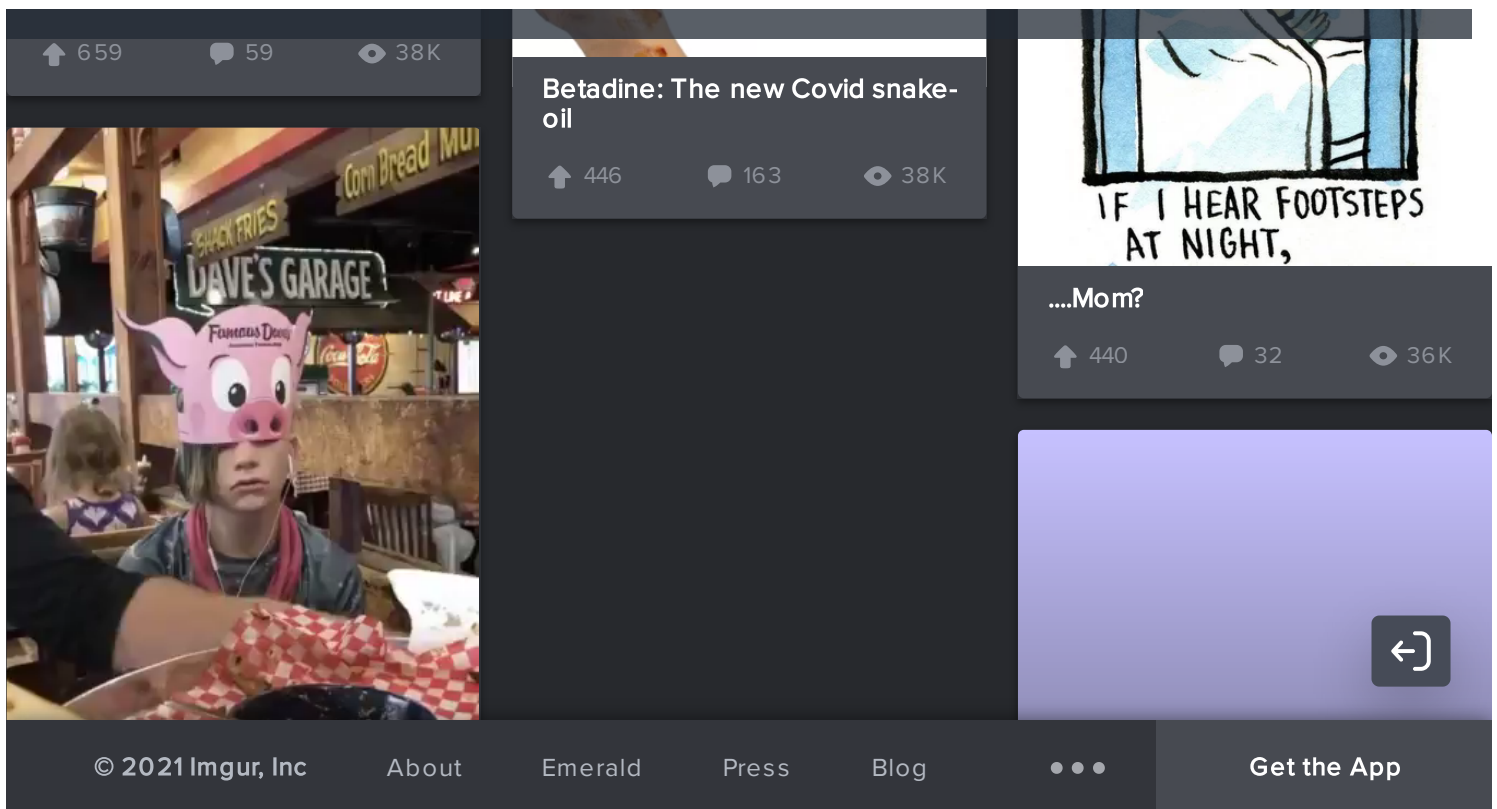 659 59 38K
Corn Bread
SHACK FRIES
DAVE'S GARAGE
Famous Dave's
Coca-Cola
Betadine: The new Covid snake-
oil
446 163 38K
IF I HEAR FOOTSTEPS
AT NIGHT,
....Mom?
440 32 36K
© 2021 Imgur, Inc About Emerald Press Blog Get the App